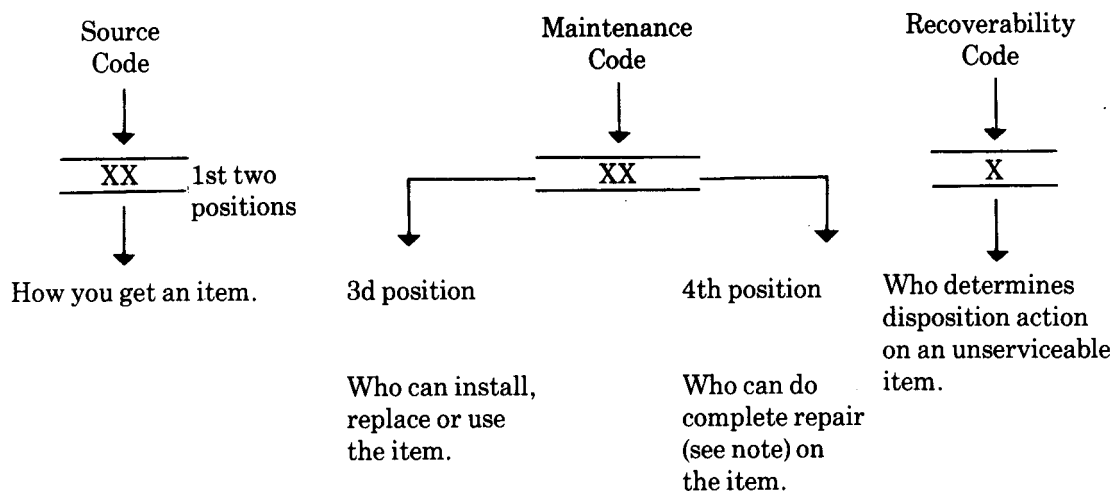 Source
Code
Maintenance
Code
Recoverability
Code
XX
1st two
positions
XX
X
How you get an item.
3d position
4th position
Who determines
disposition action
on an unserviceable
item.
Who can install,
replace or use
the item.
Who can do
complete repair
(see note) on
the item.